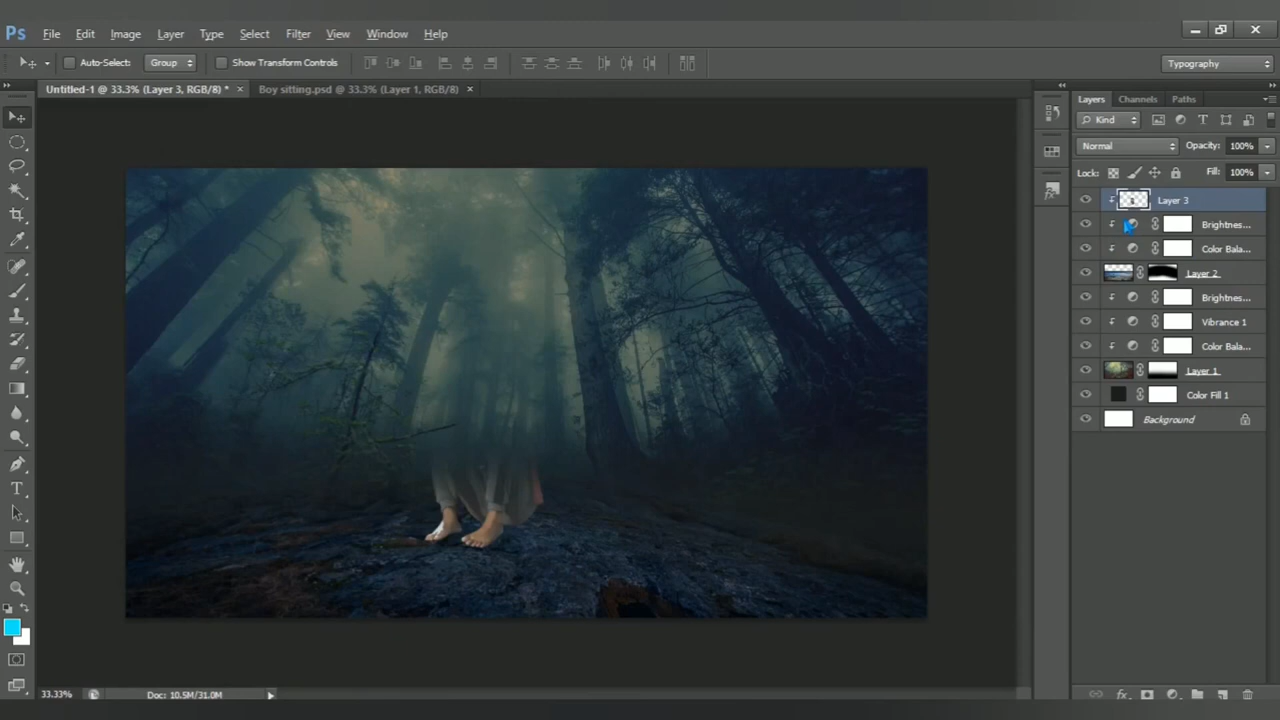 Ps File Edit Image Layer Type Select Filter View Window Help
Auto-Select: Group Show Transform Controls Typography
Untitled-1 @ 33.3% (Layer 3, RGB/8) * × Boy sitting.psd @ 33.3% (Layer 1, RGB/8) ×
Layers Channels Paths
Kind
Normal Opacity: 100%
Lock: Fill: 100%
Layer 3
Brightnes...
Color Bala...
Layer 2
Brightnes...
Vibrance 1
Color Bala...
Layer 1
Color Fill 1
Background
33.33% Doc: 10.5M/31.0M